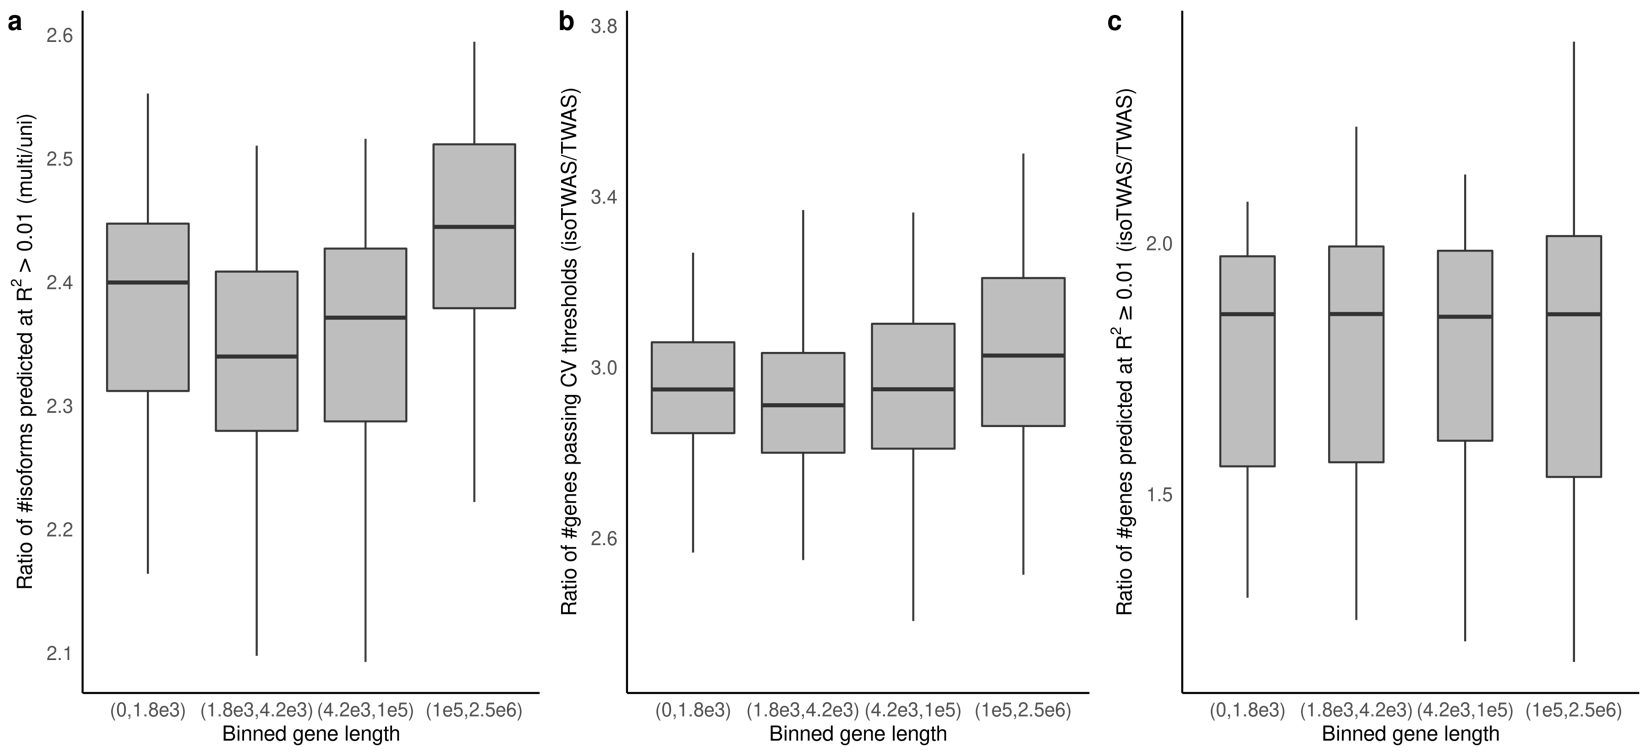 a
Ratio of #isoforms predicted at R² > 0.01 (multi/uni)
2.6
2.5
2.4
2.3
2.2
2.1
(0,1.8e3) (1.8e3,4.2e3) (4.2e3,1e5) (1e5,2.5e6)
Binned gene length
b
Ratio of #genes passing CV thresholds (isoTWAS/TWAS)
3.8
3.4
3.0
2.6
(0,1.8e3) (1.8e3,4.2e3) (4.2e3,1e5) (1e5,2.5e6)
Binned gene length
c
Ratio of #genes predicted at R² ≥ 0.01 (isoTWAS/TWAS)
2.0
1.5
(0,1.8e3) (1.8e3,4.2e3) (4.2e3,1e5) (1e5,2.5e6)
Binned gene length